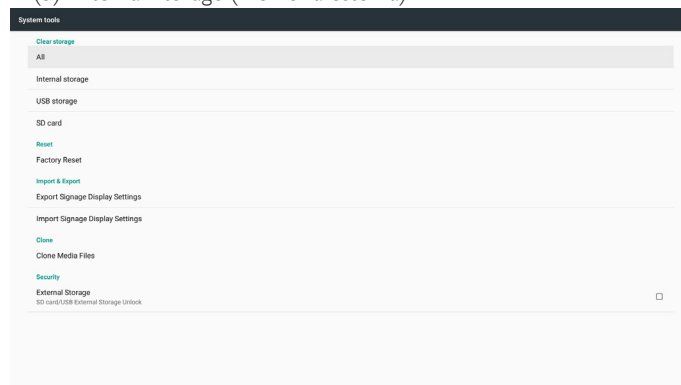 System tools
Clear storage
All
Internal storage
USB storage
SD card
Reset
Factory Reset
Import & Export
Export Signage Display Settings
Import Signage Display Settings
Clone
Clone Media Files
Security
External Storage
SD card/USB External Storage Unlock